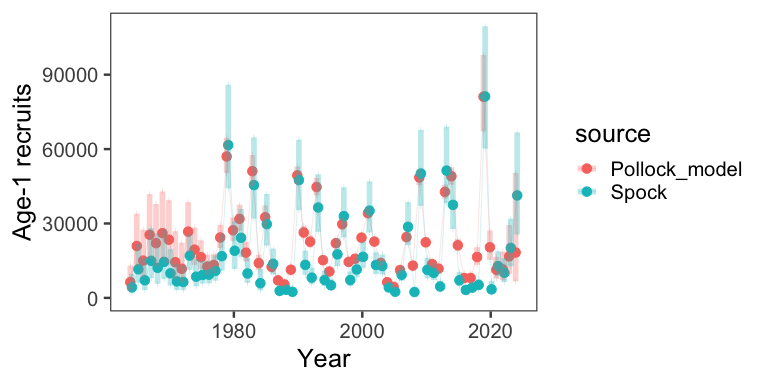 90000
60000
30000
0
Age-1 recruits
1980
2000
2020
Year
source
Pollock_model
Spock